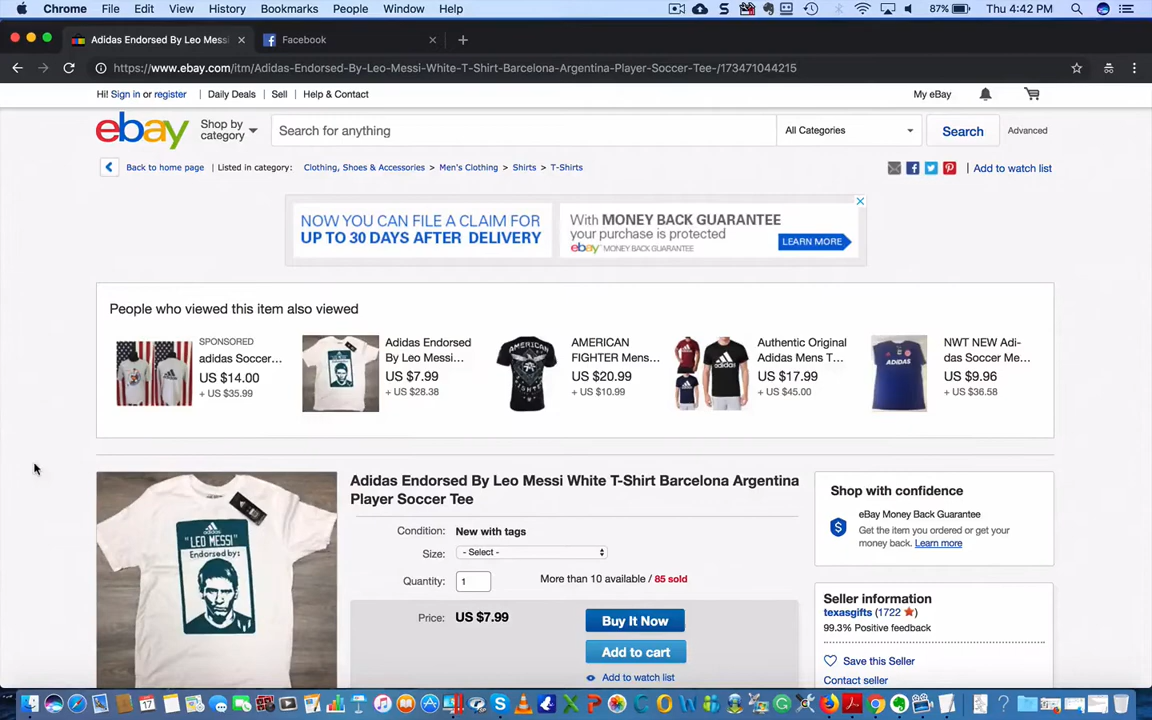 Chrome File Edit View History Bookmarks People Window Help 87% Thu 4:42 PM
Adidas Endorsed By Leo Messi Facebook
https://www.ebay.com/itm/Adidas-Endorsed-By-Leo-Messi-White-T-Shirt-Barcelona-Argentina-Player-Soccer-Tee-/173471044215
Hi! Sign in or register Daily Deals Sell Help & Contact My eBay
ebay Shop by category Search for anything All Categories Search Advanced
Back to home page Listed in category: Clothing, Shoes & Accessories > Men's Clothing > Shirts > T-Shirts Add to watch list
NOW YOU CAN FILE A CLAIM FOR
UP TO 30 DAYS AFTER DELIVERY
With MONEY BACK GUARANTEE
your purchase is protected
ebay MONEY BACK GUARANTEE LEARN MORE
People who viewed this item also viewed
SPONSORED
adidas Soccer...
US $14.00
+ US $35.99
Adidas Endorsed
By Leo Messi...
US $7.99
+ US $28.38
AMERICAN
FIGHTER Mens...
US $20.99
+ US $10.99
Authentic Original
Adidas Mens T...
US $17.99
+ US $45.00
NWT NEW Adi-
das Soccer Me...
US $9.96
+ US $36.58
adidas
"LEO MESSI"
Endorsed by:
Adidas Endorsed By Leo Messi White T-Shirt Barcelona Argentina
Player Soccer Tee
Condition: New with tags
Size: - Select -
Quantity: 1 More than 10 available / 85 sold
Price: US $7.99 Buy It Now
Add to cart
Add to watch list
Shop with confidence
eBay Money Back Guarantee
Get the item you ordered or get your
money back. Learn more
Seller information
texasgifts (1722)
99.3% Positive feedback
Save this Seller
Contact seller